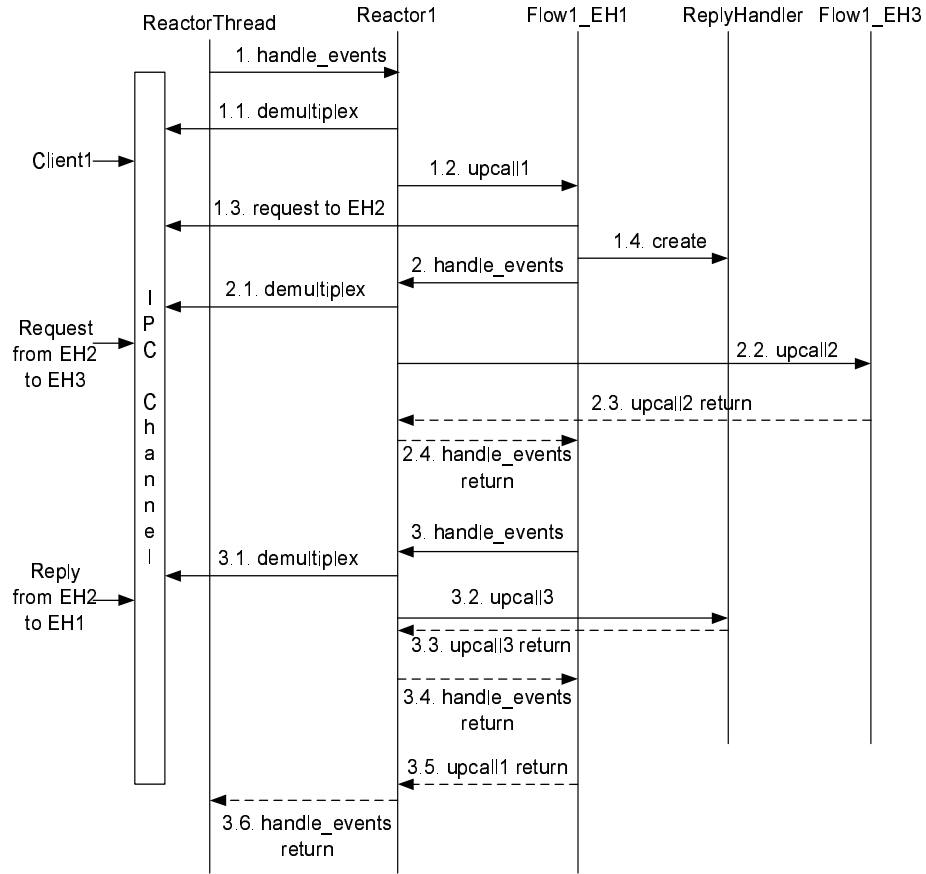 ReactorThread
Reactor1
Flow1_EH1
ReplyHandler
Flow1_EH3
1. handle_events
1.1. demultiplex
Client1
1.2. upcall1
1.3. request to EH2
1.4. create
2. handle_events
2.1. demultiplex
IPC Channel
Request
from EH2
to EH3
2.2. upcall2
2.3. upcall2 return
2.4. handle_events
return
3. handle_events
3.1. demultiplex
Reply
from EH2
to EH1
3.2. upcall3
3.3. upcall3 return
3.4. handle_events
return
3.5. upcall1 return
3.6. handle_events
return